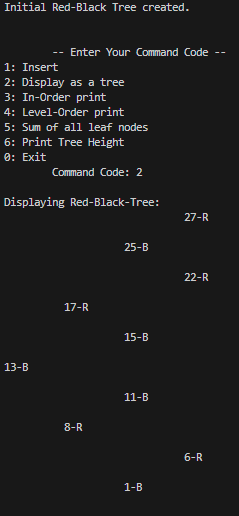 Initial Red-Black Tree created.
-- Enter Your Command Code --
1: Insert
2: Display as a tree
3: In-Order print
4: Level-Order print
5: Sum of all leaf nodes
6: Print Tree Height
0: Exit
Command Code: 2
Displaying Red-Black-Tree:
27-R
25-B
22-R
17-R
15-B
13-B
11-B
8-R
6-R
1-B